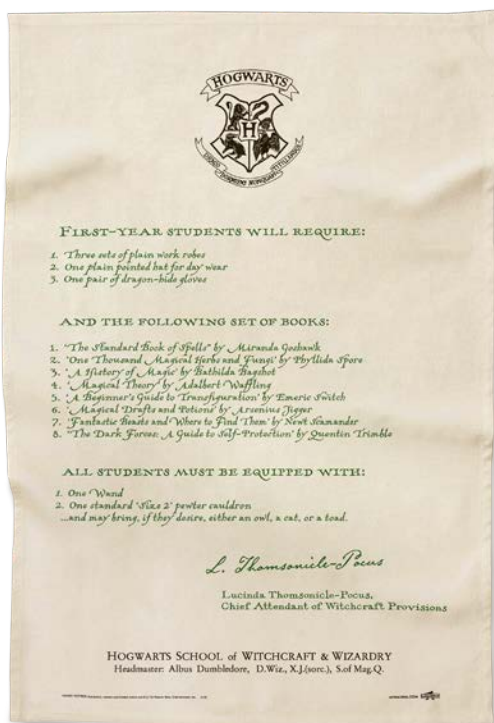 HOGWARTS
DRACO DORMIENS NUNQUAM TITILLANDUS
H
FIRST-YEAR STUDENTS WILL REQUIRE:
1. Three sets of plain work robes
2. One plain pointed hat for day wear
3. One pair of dragon-hide gloves
AND THE FOLLOWING SET OF BOOKS:
1. "The Standard Book of Spells" by Miranda Goshawk
2. 'One Thousand Magical Herbs and Fungi' by Phyllida Spore
3. 'A History of Magic' by Bathilda Bagshot
4. 'Magical Theory' by Adalbert Waffling
5. 'A Beginner's Guide to Transfiguration' by Emeric Switch
6. 'Magical Drafts and Potions' by Arsenius Jigger
7. 'Fantastic Beasts and Where to Find Them' by Newt Scamander
8. "The Dark Forces: A Guide to Self-Protection' by Quentin Trimble
ALL STUDENTS MUST BE EQUIPPED WITH:
1. One Wand
2. One standard 'Size 2' pewter cauldron
...and may bring, if they desire, either an owl, a cat, or a toad.
L. Thomsonicle-Pocus
Lucinda Thomsonicle-Pocus,
Chief Attendant of Witchcraft Provisions
HOGWARTS SCHOOL of WITCHCRAFT & WIZARDRY
Headmaster: Albus Dumbledore, D.Wiz., X.J.(sorc.), S.of Mag.Q.